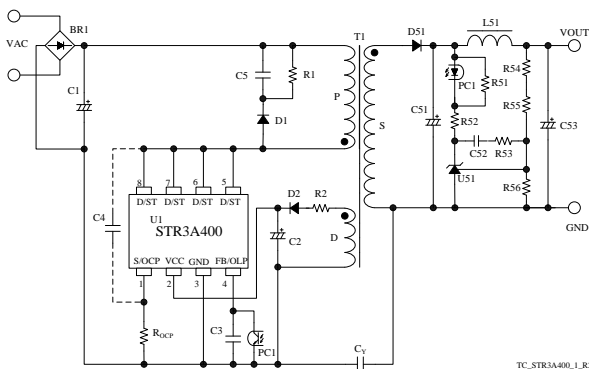 BR1
VAC
C1
C5
R1
D1
T1
P
S
D
D51
L51
VOUT
PC1
R51
R54
R55
C51
R52
C53
C52
R53
U51
R56
GND
8 7 6 5
D/ST D/ST D/ST D/ST
U1
STR3A400
S/OCP VCC GND FB/OLP
1 2 3 4
C4
D2
R2
C2
ROCP
C3
PC1
CY
TC_STR3A400_1_R